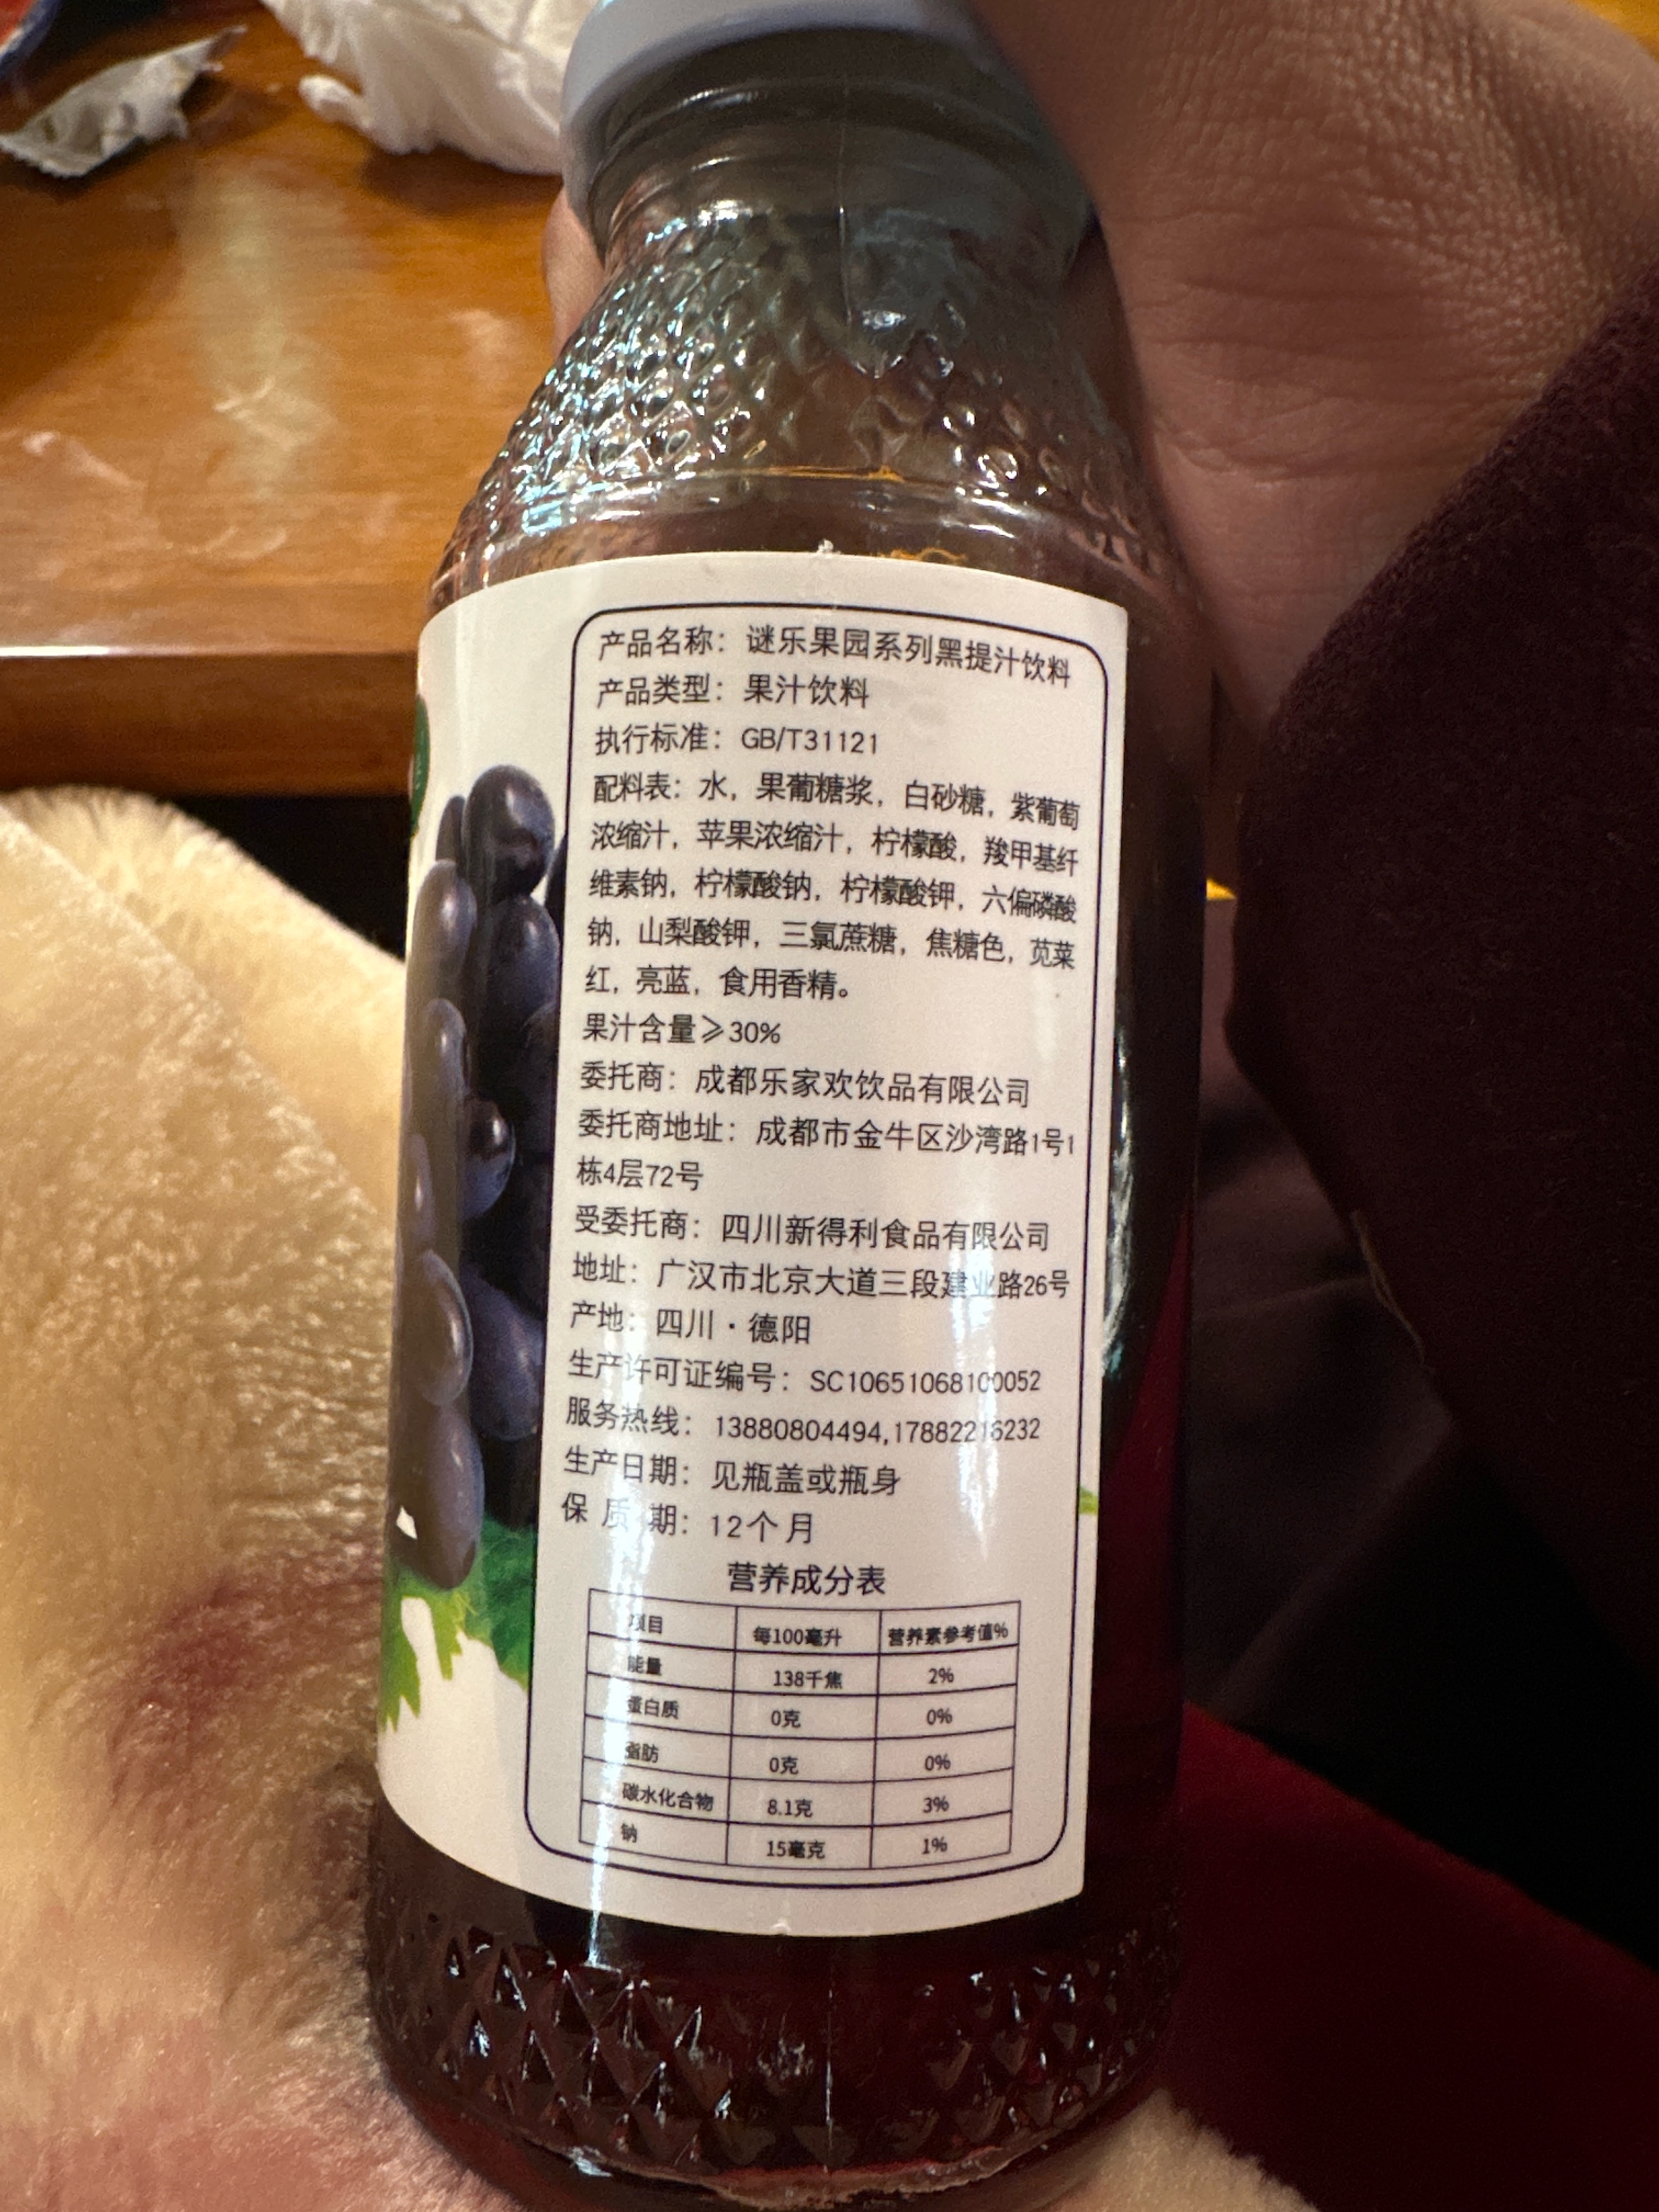 产品名称：谜乐果园系列黑提汁饮料
产品类型：果汁饮料
执行标准：GB/T31121
配料表：水，果葡糖浆，白砂糖，紫葡萄
浓缩汁，苹果浓缩汁，柠檬酸，羧甲基纤
维素钠，柠檬酸钠，柠檬酸钾，六偏磷酸
钠，山梨酸钾，三氯蔗糖，焦糖色，苋菜
红，亮蓝，食用香精。
果汁含量≥30%
委托商：成都乐家欢饮品有限公司
委托商地址：成都市金牛区沙湾路1号1
栋4层72号
受委托商：四川新得利食品有限公司
地址：广汉市北京大道三段建业路26号
产地：四川·德阳
生产许可证编号：SC10651068100052
服务热线：13880804494,17882216232
生产日期：见瓶盖或瓶身
保 质 期：12个月
营养成分表
项目 每100毫升 营养素参考值%
能量 138千焦 2%
蛋白质 0克 0%
脂肪 0克 0%
碳水化合物 8.1克 3%
钠 15毫克 1%